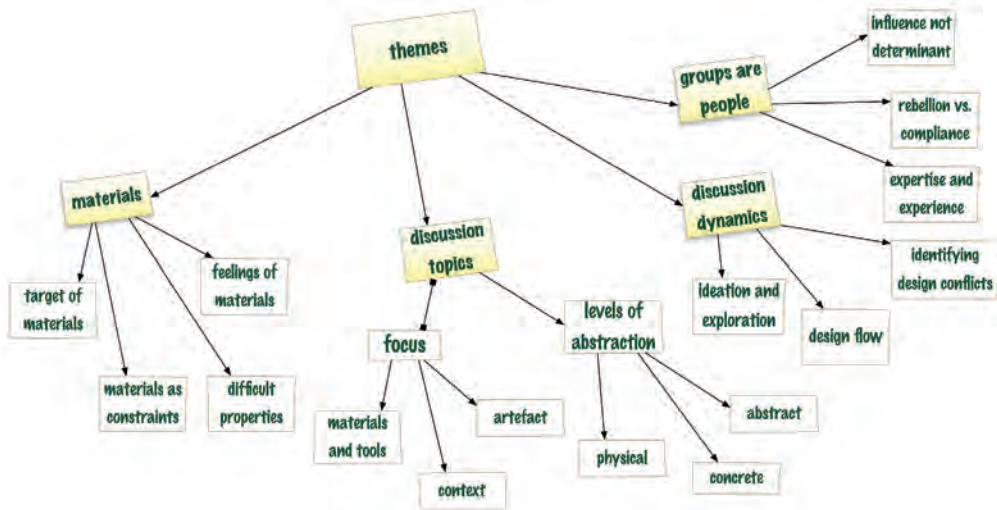 themes
groups are
people
influence not
determinant
rebellion vs.
compliance
expertise and
experience
materials
target of
materials
materials as
constraints
difficult
properties
feelings of
materials
discussion
topics
focus
materials
and tools
context
artefact
levels of
abstraction
physical
concrete
abstract
discussion
dynamics
ideation and
exploration
design flow
identifying
design conflicts